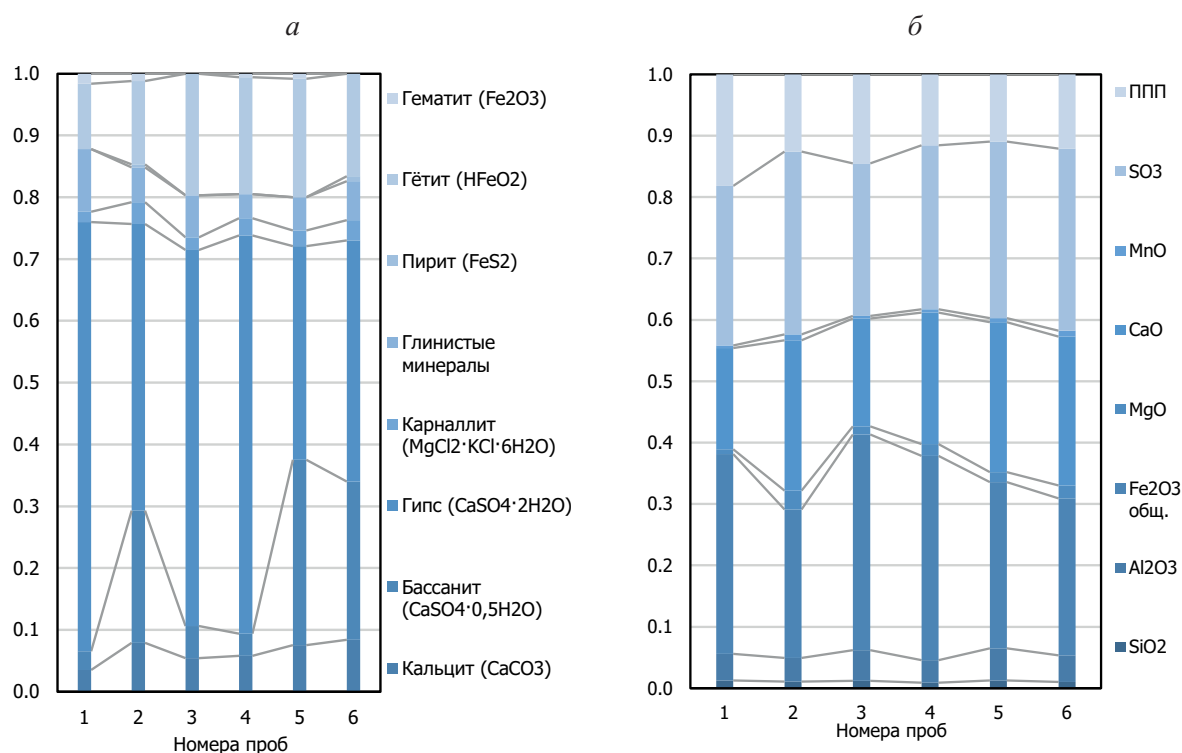 а
1.0
0.9
0.8
0.7
0.6
0.5
0.4
0.3
0.2
0.1
0.0
1 2 3 4 5 6
Номера проб
Гематит (Fe2O3)
Гётит (HFeO2)
Пирит (FeS2)
Глинистые
минералы
Карналлит
(MgCl2·KCl·6H2O)
Гипс (CaSO4·2H2O)
Бассанит
(CaSO4·0,5H2O)
Кальцит (CaCO3)
б
1.0
0.9
0.8
0.7
0.6
0.5
0.4
0.3
0.2
0.1
0.0
1 2 3 4 5 6
Номера проб
ППП
SO3
MnO
CaO
MgO
Fe2O3
общ.
Al2O3
SiO2